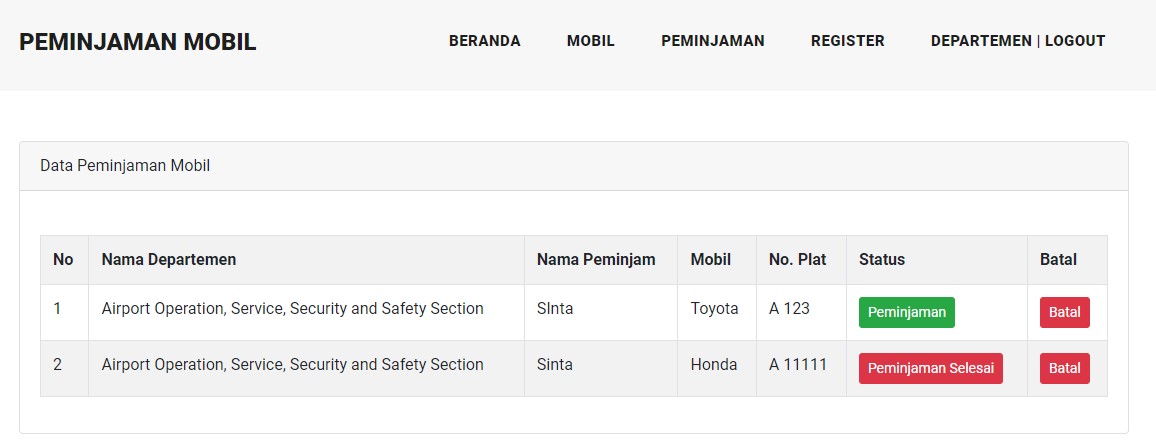 PEMINJAMAN MOBIL BERANDA MOBIL PEMINJAMAN REGISTER DEPARTEMEN | LOGOUT
Data Peminjaman Mobil
No Nama Departemen Nama Peminjam Mobil No. Plat Status Batal
1 Airport Operation, Service, Security and Safety Section SInta Toyota A 123 Peminjaman Batal
2 Airport Operation, Service, Security and Safety Section Sinta Honda A 11111 Peminjaman Selesai Batal